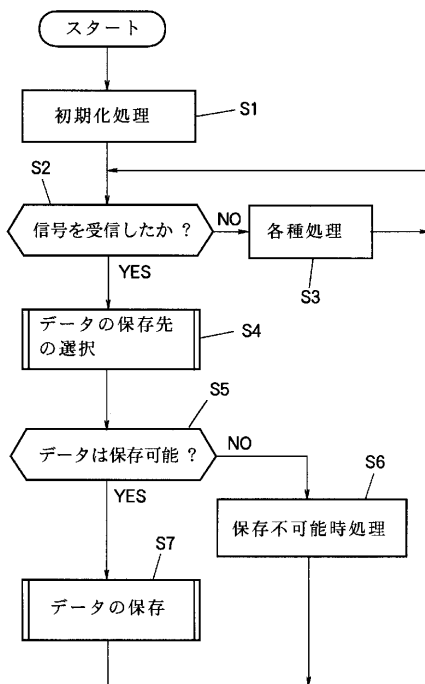 スタート
初期化処理
S1
S2
信号を受信したか ?
NO
各種処理
S3
YES
データの保存先
の選択
S4
S5
データは保存可能 ?
NO
S6
保存不可能時処理
YES
S7
データの保存